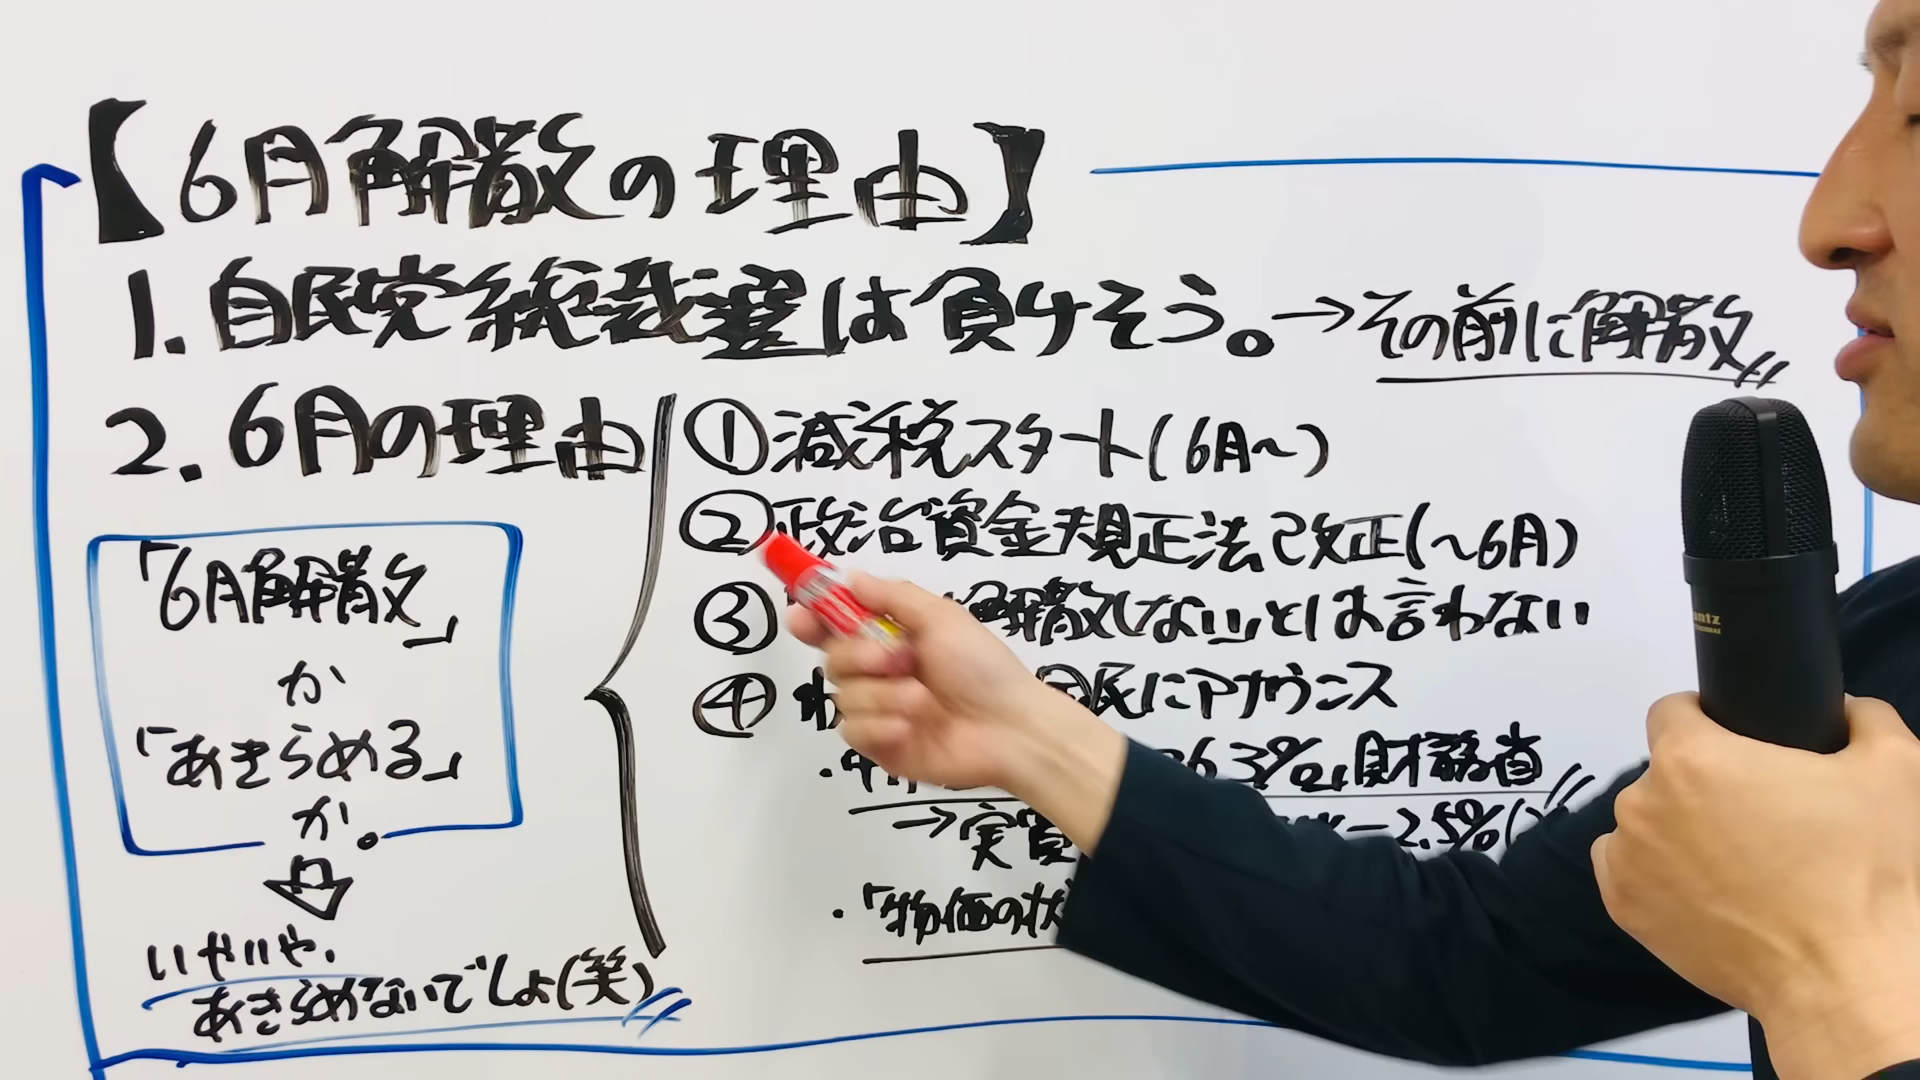 【6月解散の理由】
1.自民党総裁選は負けそう。→その前に解散
2.6月の理由
①減税スタート(6月〜)
②政治資金規正法改正(〜6月)
③解散しない」とは言わない
④国民にアナウンス
63%。」財務省
→実質
-2.5%(
・「物価の状
「6月解散」
か
「あきらめる」
か。
いやいや、
あきらめないでしょ(笑)